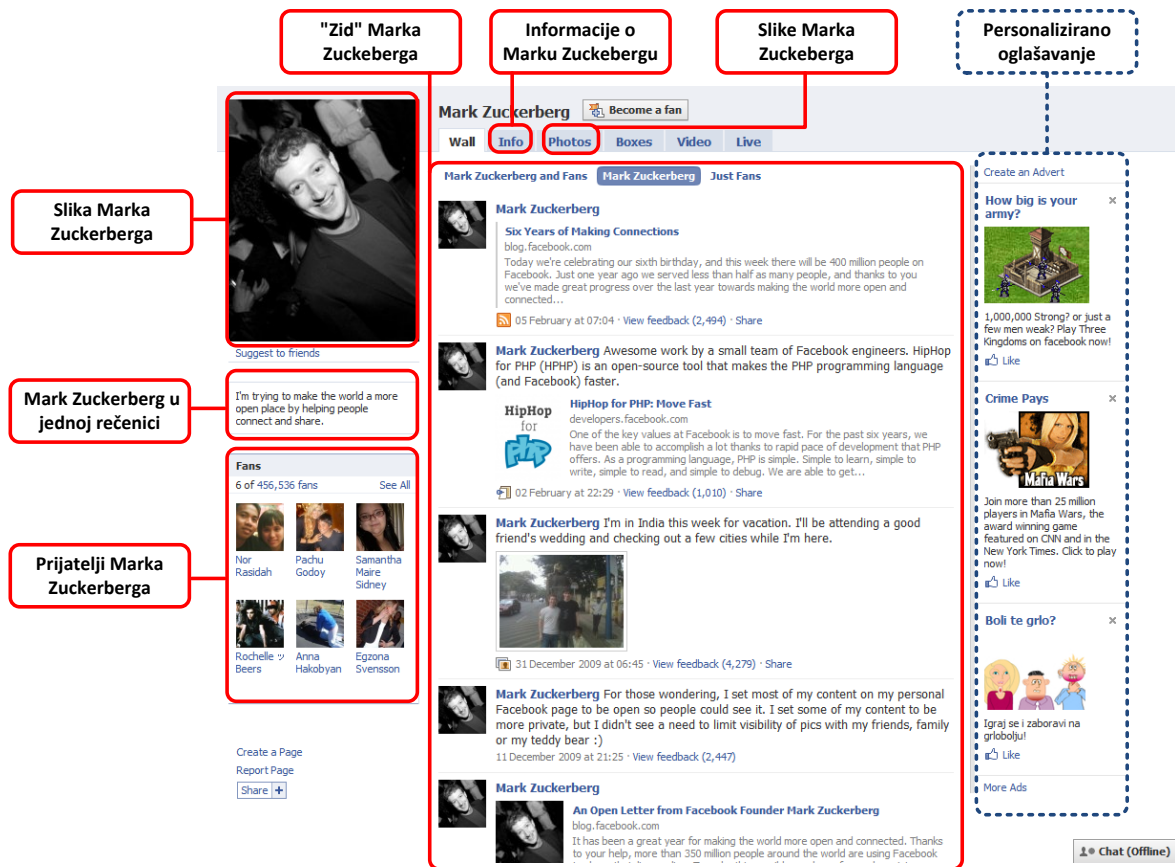 "Zid" Marka
Zuckeberga
Informacije o
Marku Zuckebergu
Slike Marka
Zuckeberga
Personalizirano
oglašavanje
Slika Marka
Zuckerberga
Mark Zuckerberg u
jednoj rečenici
Prijatelji Marka
Zuckerberga
Suggest to friends
I'm trying to make the world a more
open place by helping people
connect and share.
Fans
6 of 456,536 fans See All
Nor
Rasidah
Pachu
Godoy
Samantha
Maire
Sidney
Rochelle ツ
Beers
Anna
Hakobyan
Egzona
Svensson
Create a Page
Report Page
Share +
Mark Zuckerberg Become a fan
Wall Info Photos Boxes Video Live
Mark Zuckerberg and Fans Mark Zuckerberg Just Fans
Mark Zuckerberg
Six Years of Making Connections
blog.facebook.com
Today we're celebrating our sixth birthday, and this week there will be 400 million people on
Facebook. Just one year ago we served less than half as many people, and thanks to you
we've made great progress over the last year towards making the world more open and
connected...
05 February at 07:04 · View feedback (2,494) · Share
Mark Zuckerberg Awesome work by a small team of Facebook engineers. HipHop
for PHP (HPHP) is an open-source tool that makes the PHP programming language
(and Facebook) faster.
HipHop
for
php
HipHop for PHP: Move Fast
developers.facebook.com
One of the key values at Facebook is to move fast. For the past six years, we
have been able to accomplish a lot thanks to rapid pace of development that PHP
offers. As a programming language, PHP is simple. Simple to learn, simple to
write, simple to read, and simple to debug. We are able to get...
02 February at 22:29 · View feedback (1,010) · Share
Mark Zuckerberg I'm in India this week for vacation. I'll be attending a good
friend's wedding and checking out a few cities while I'm here.
31 December 2009 at 06:45 · View feedback (4,279) · Share
Mark Zuckerberg For those wondering, I set most of my content on my personal
Facebook page to be open so people could see it. I set some of my content to be
more private, but I didn't see a need to limit visibility of pics with my friends, family
or my teddy bear :)
11 December 2009 at 21:25 · View feedback (2,447)
Mark Zuckerberg
An Open Letter from Facebook Founder Mark Zuckerberg
blog.facebook.com
It has been a great year for making the world more open and connected. Thanks
to your help, more than 350 million people around the world are using Facebook
Create an Advert
How big is your
army?
1,000,000 Strong? or just a
few men weak? Play Three
Kingdoms on facebook now!
Like
Crime Pays
Mafia Wars
Join more than 25 million
players in Mafia Wars, the
award winning game
featured on CNN and in the
New York Times. Click to play
now!
Like
Boli te grlo?
Igraj se i zaboravi na
grlobolju!
Like
More Ads
Chat (Offline)